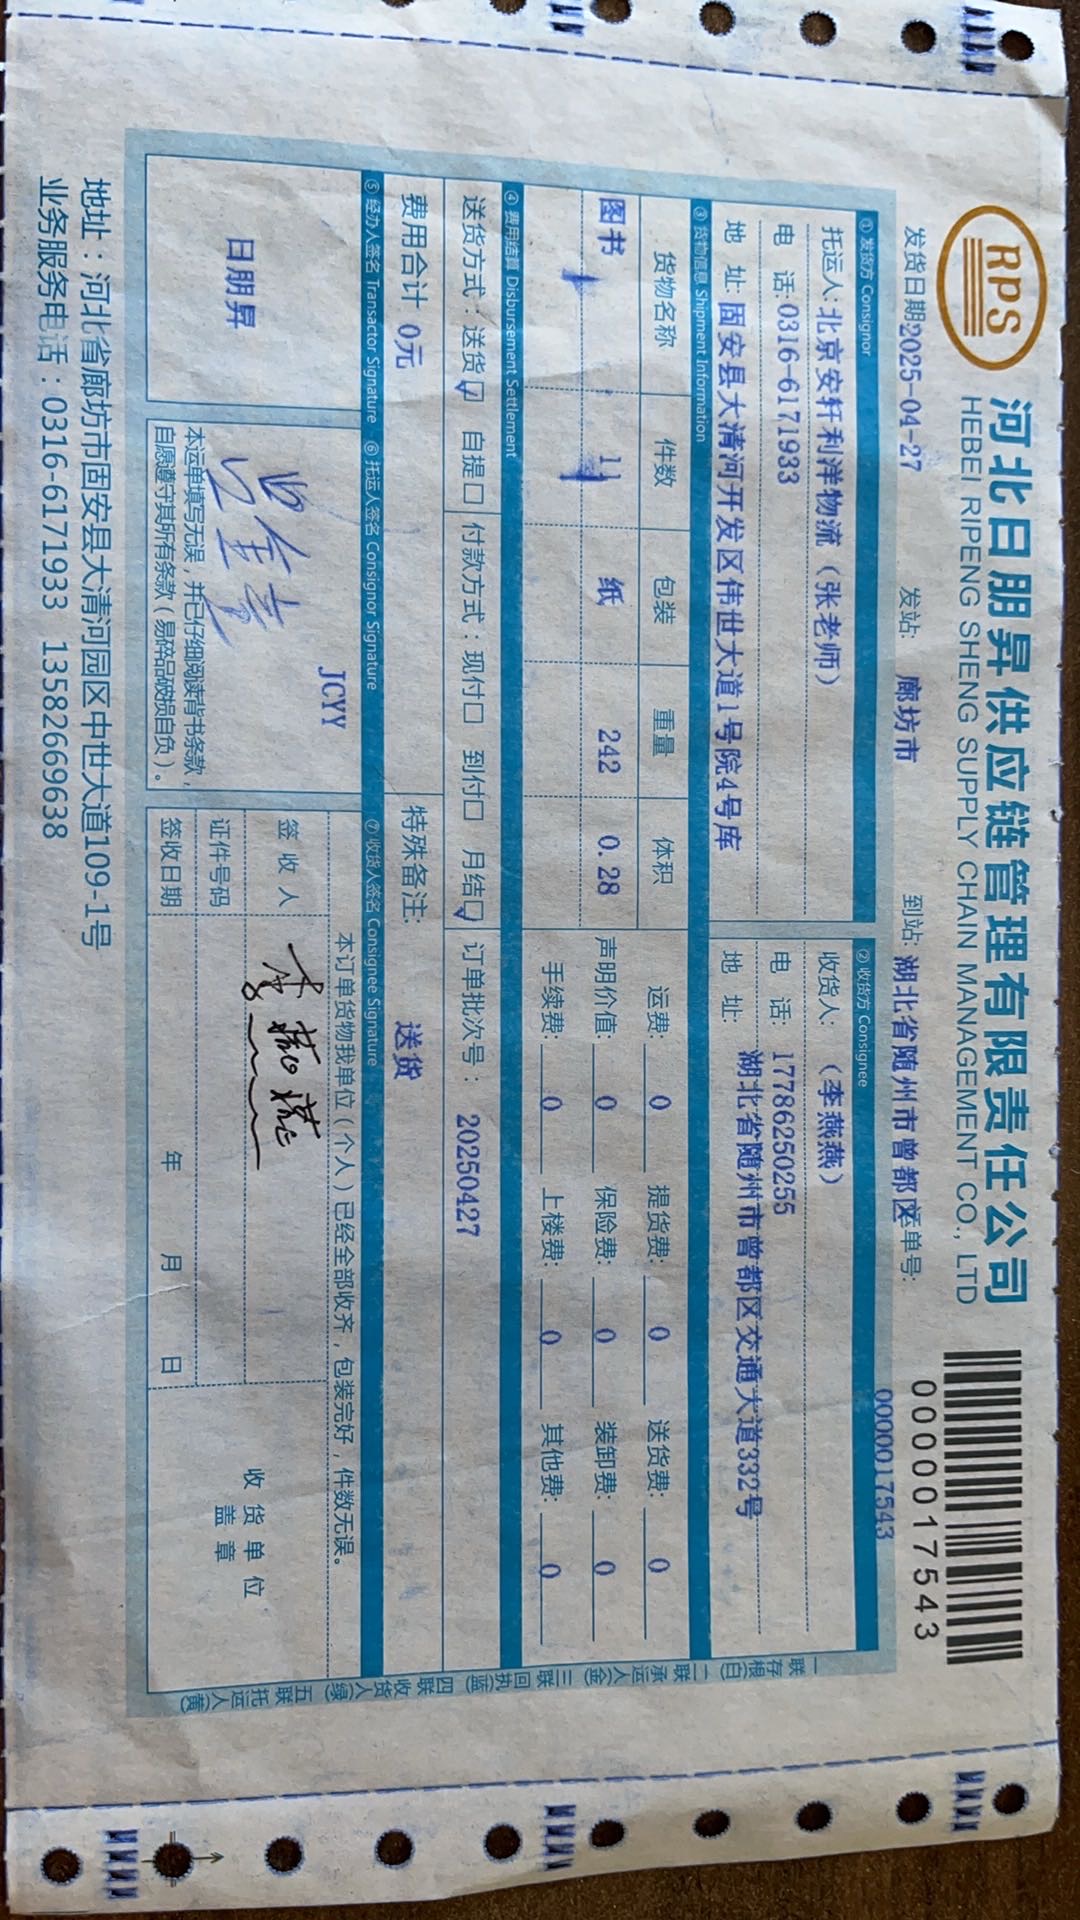 RPS
河北日朋昇供应链管理有限责任公司
HEBEI RIPENG SHENG SUPPLY CHAIN MANAGEMENT CO., LTD
0000017543
发货日期2025-04-27 发站: 廊坊市 到站: 湖北省随州市曾都区 运单号:
0000017543
① 发货方 Consignor ② 收货方 Consignee
托运人: 北京安轩利洋物流（张老师） 收货人: （李燕燕）
电 话: 0316-6171933 电 话: 17786250255
地 址: 固安县大清河开发区伟世大道1号院4号库 地 址: 湖北省随州市曾都区交通大道332号
③ 货物信息 Shipment Information
货物名称 件数 包装 重量 体积 运费: 0 提货费: 0 送货费: 0
图书 11 纸 242 0.28 声明价值: 0 保险费: 0 装卸费: 0
手续费: 0 上楼费: 0 其他费: 0
④ 费用结算 Disbursement Settlement
送货方式：送货☑ 自提□ 付款方式：现付□ 到付□ 月结☑ 订单批次号： 20250427
费用合计 0元 特殊备注: 送货
⑤ 经办人签名 Transactor Signature ⑥ 托运人签名 Consignor Signature ⑦ 收货人签名 Consignee Signature
本订单货物我单位（个人）已经全部收齐，包装完好，件数无误。
日朋昇
JCYY
本运单填写无误，并已仔细阅读背书条款，
自愿遵守其所有条款（易碎品破损自负）。
签 收 人
证件号码
签收日期 年 月 日
收 货 单 位
盖 章
一联存根(白) 二联承运人(金) 三联回执(蓝) 四联收货人(绿) 五联托运人(黄)
地址：河北省廊坊市固安县大清河园区中世大道109-1号
业务服务电话：0316-6171933 13582669638